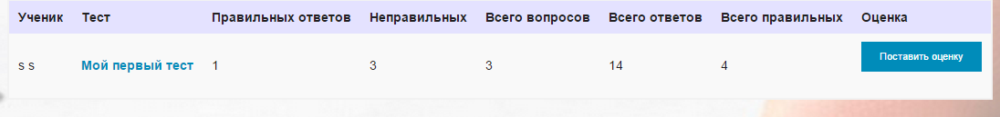 Ученик Тест Правильных ответов Неправильных Всего вопросов Всего ответов Всего правильных Оценка
s s Мой первый тест 1 3 3 14 4 Поставить оценку